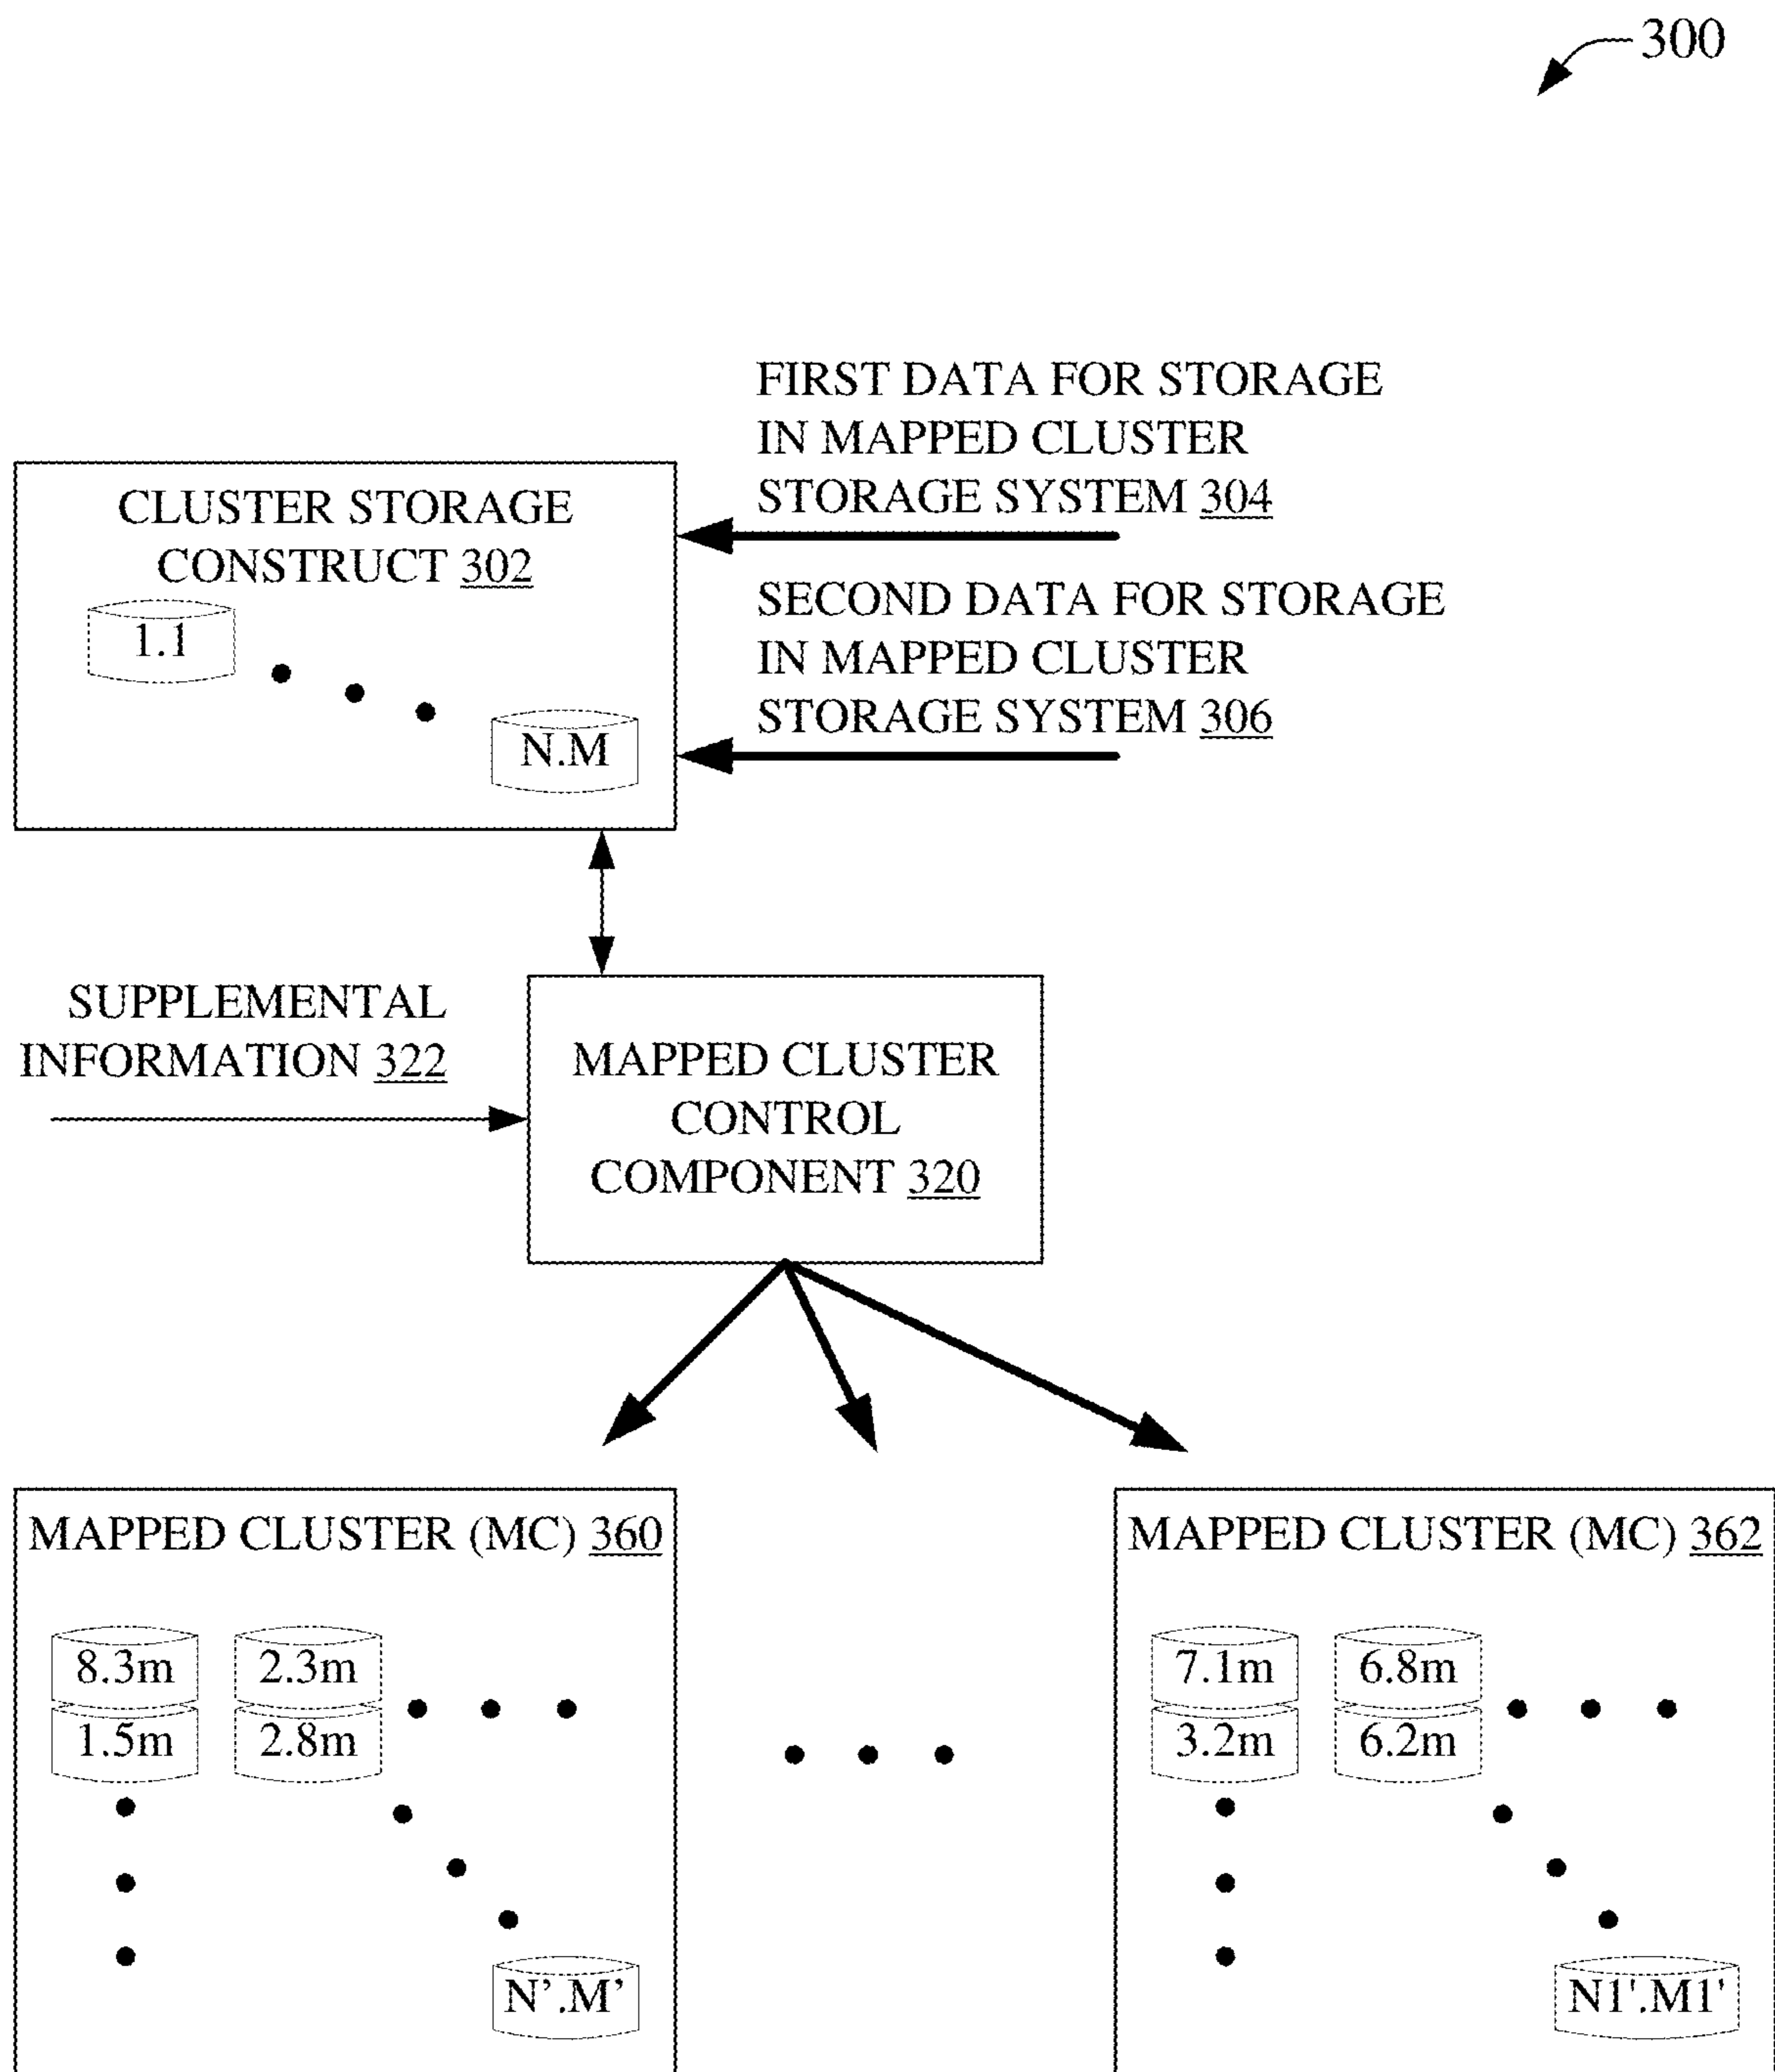 300
FIRST DATA FOR STORAGE
IN MAPPED CLUSTER
STORAGE SYSTEM 304
CLUSTER STORAGE
CONSTRUCT 302
1.1
N.M
SECOND DATA FOR STORAGE
IN MAPPED CLUSTER
STORAGE SYSTEM 306
SUPPLEMENTAL
INFORMATION 322
MAPPED CLUSTER
CONTROL
COMPONENT 320
MAPPED CLUSTER (MC) 360
8.3m 2.3m
1.5m 2.8m
N’.M'
MAPPED CLUSTER (MC) 362
7.1m 6.8m
3.2m 6.2m
N1'.M1'